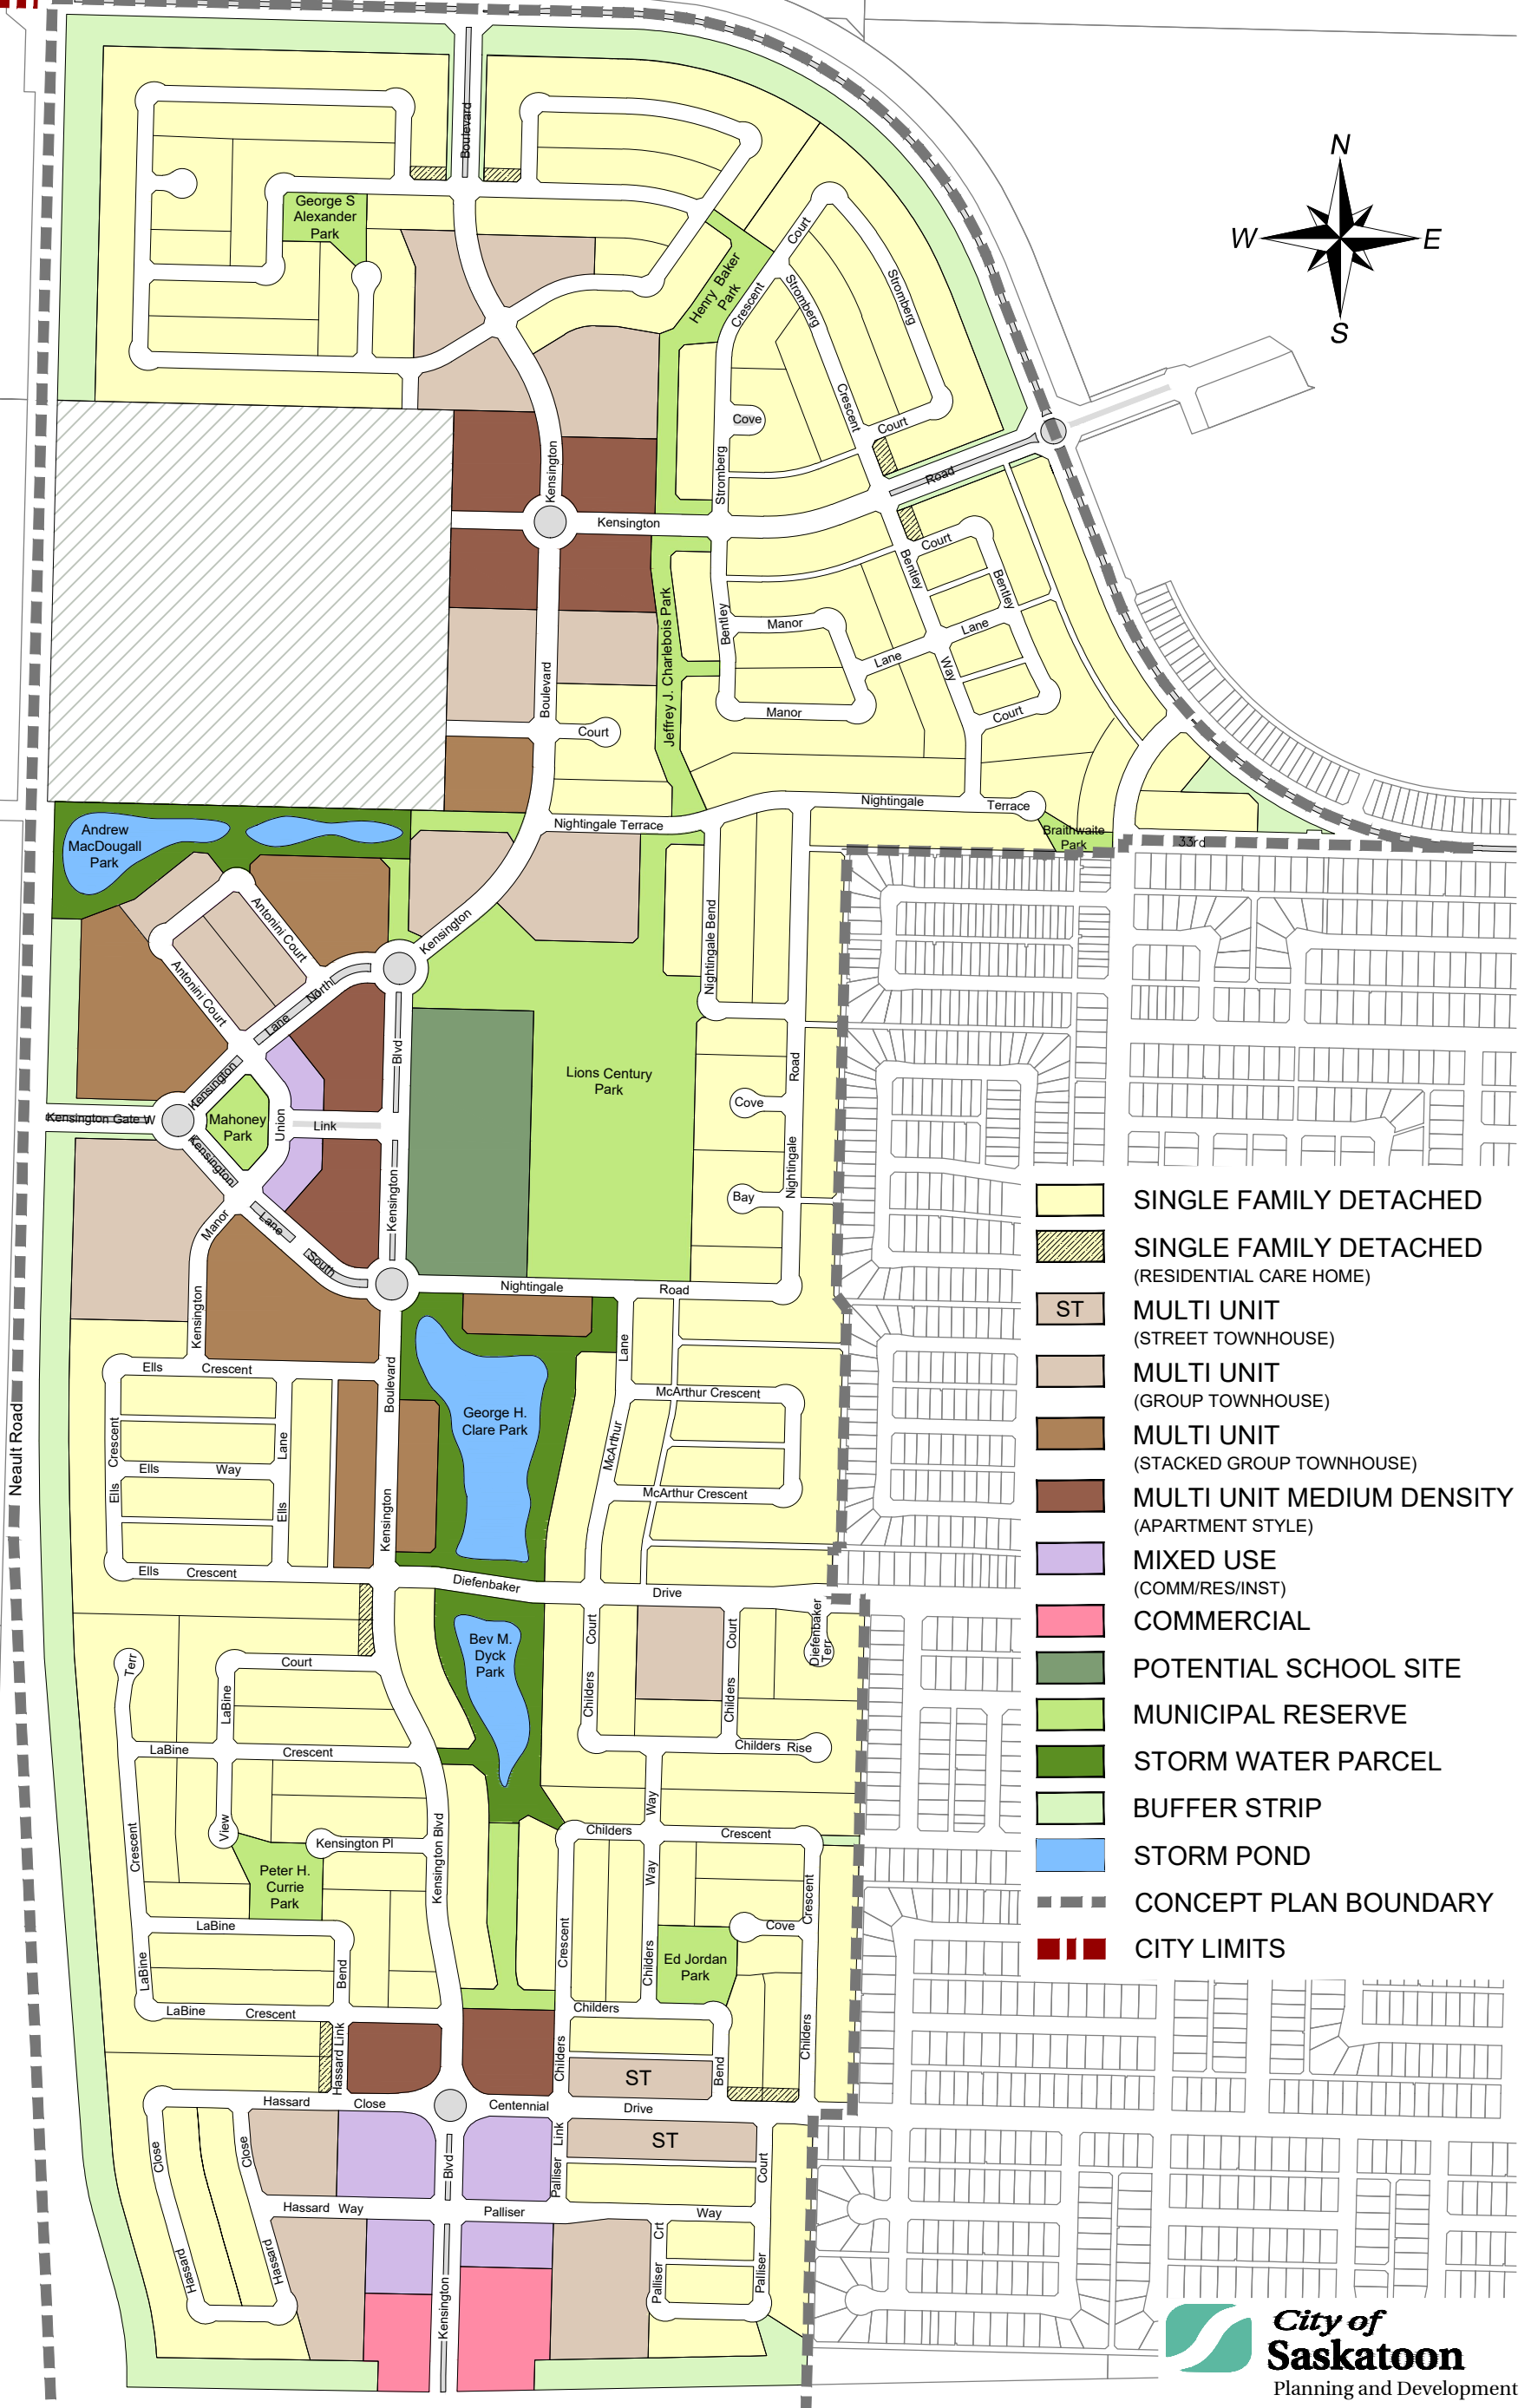 Boulevard
N
W
E
S
George S
Alexander
Park
Court
Henry Baker
Park
Crescent
Stromberg
Stromberg
Crescent
Court
Cove
Stromberg
Road
Kensington
Kensington
Court
Bentley
Bentley
Jeffrey J. Charlebois Park
Bentley
Manor
Lane
Lane
Way
Manor
Court
Boulevard
Court
Nightingale
Terrace
Nightingale Terrace
Braithwaite
Park
33rd
Andrew
MacDougall
Park
Antonini Court
Antonini Court
Kensington
Nightingale Bend
Lane
North
Blvd
Lions Century
Park
Road
Kensington
Cove
Kensington Gate W
Mahoney
Park
Union
Link
Kensington
Nightingale
Bay
Kensington
Manor
Lane
South
Nightingale
Road
Kensington
Lane
Ells
Crescent
Boulevard
McArthur Crescent
George H.
Clare Park
Crescent
Lane
McArthur
Ells
Way
Ells
Ells
Kensington
McArthur Crescent
Neault Road
Ells
Crescent
Diefenbaker
Drive
Court
Court
Diefenbaker
Terr
Bev M.
Dyck
Park
Terr
Court
LaBine
Childers
Childers
LaBine
Crescent
Childers Rise
Way
View
Kensington Pl
Childers
Crescent
Crescent
Kensington Blvd
Peter H.
Currie
Park
Way
Crescent
LaBine
Cove
Crescent
Ed Jordan
Park
LaBine
Bend
Childers
LaBine
Crescent
Childers
Hassard Link
Childers
Childers
Bend
ST
Hassard
Close
Centennial
Drive
Close
Close
Blvd
Link
Palliser
ST
Court
Hassard Way
Palliser
Way
Crt
Hassard
Hassard
Kensington
Palliser
Palliser
SINGLE FAMILY DETACHED
SINGLE FAMILY DETACHED
(RESIDENTIAL CARE HOME)
ST MULTI UNIT
(STREET TOWNHOUSE)
MULTI UNIT
(GROUP TOWNHOUSE)
MULTI UNIT
(STACKED GROUP TOWNHOUSE)
MULTI UNIT MEDIUM DENSITY
(APARTMENT STYLE)
MIXED USE
(COMM/RES/INST)
COMMERCIAL
POTENTIAL SCHOOL SITE
MUNICIPAL RESERVE
STORM WATER PARCEL
BUFFER STRIP
STORM POND
CONCEPT PLAN BOUNDARY
CITY LIMITS
City of
Saskatoon
Planning and Development